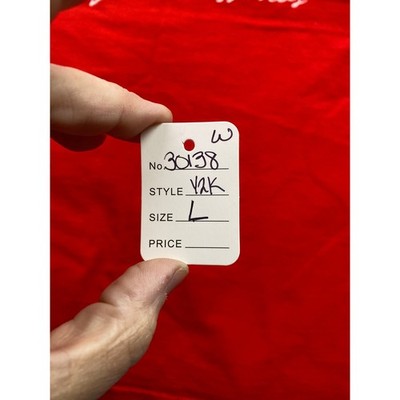 W
No. 30138
STYLE Y2K
SIZE L
PRICE